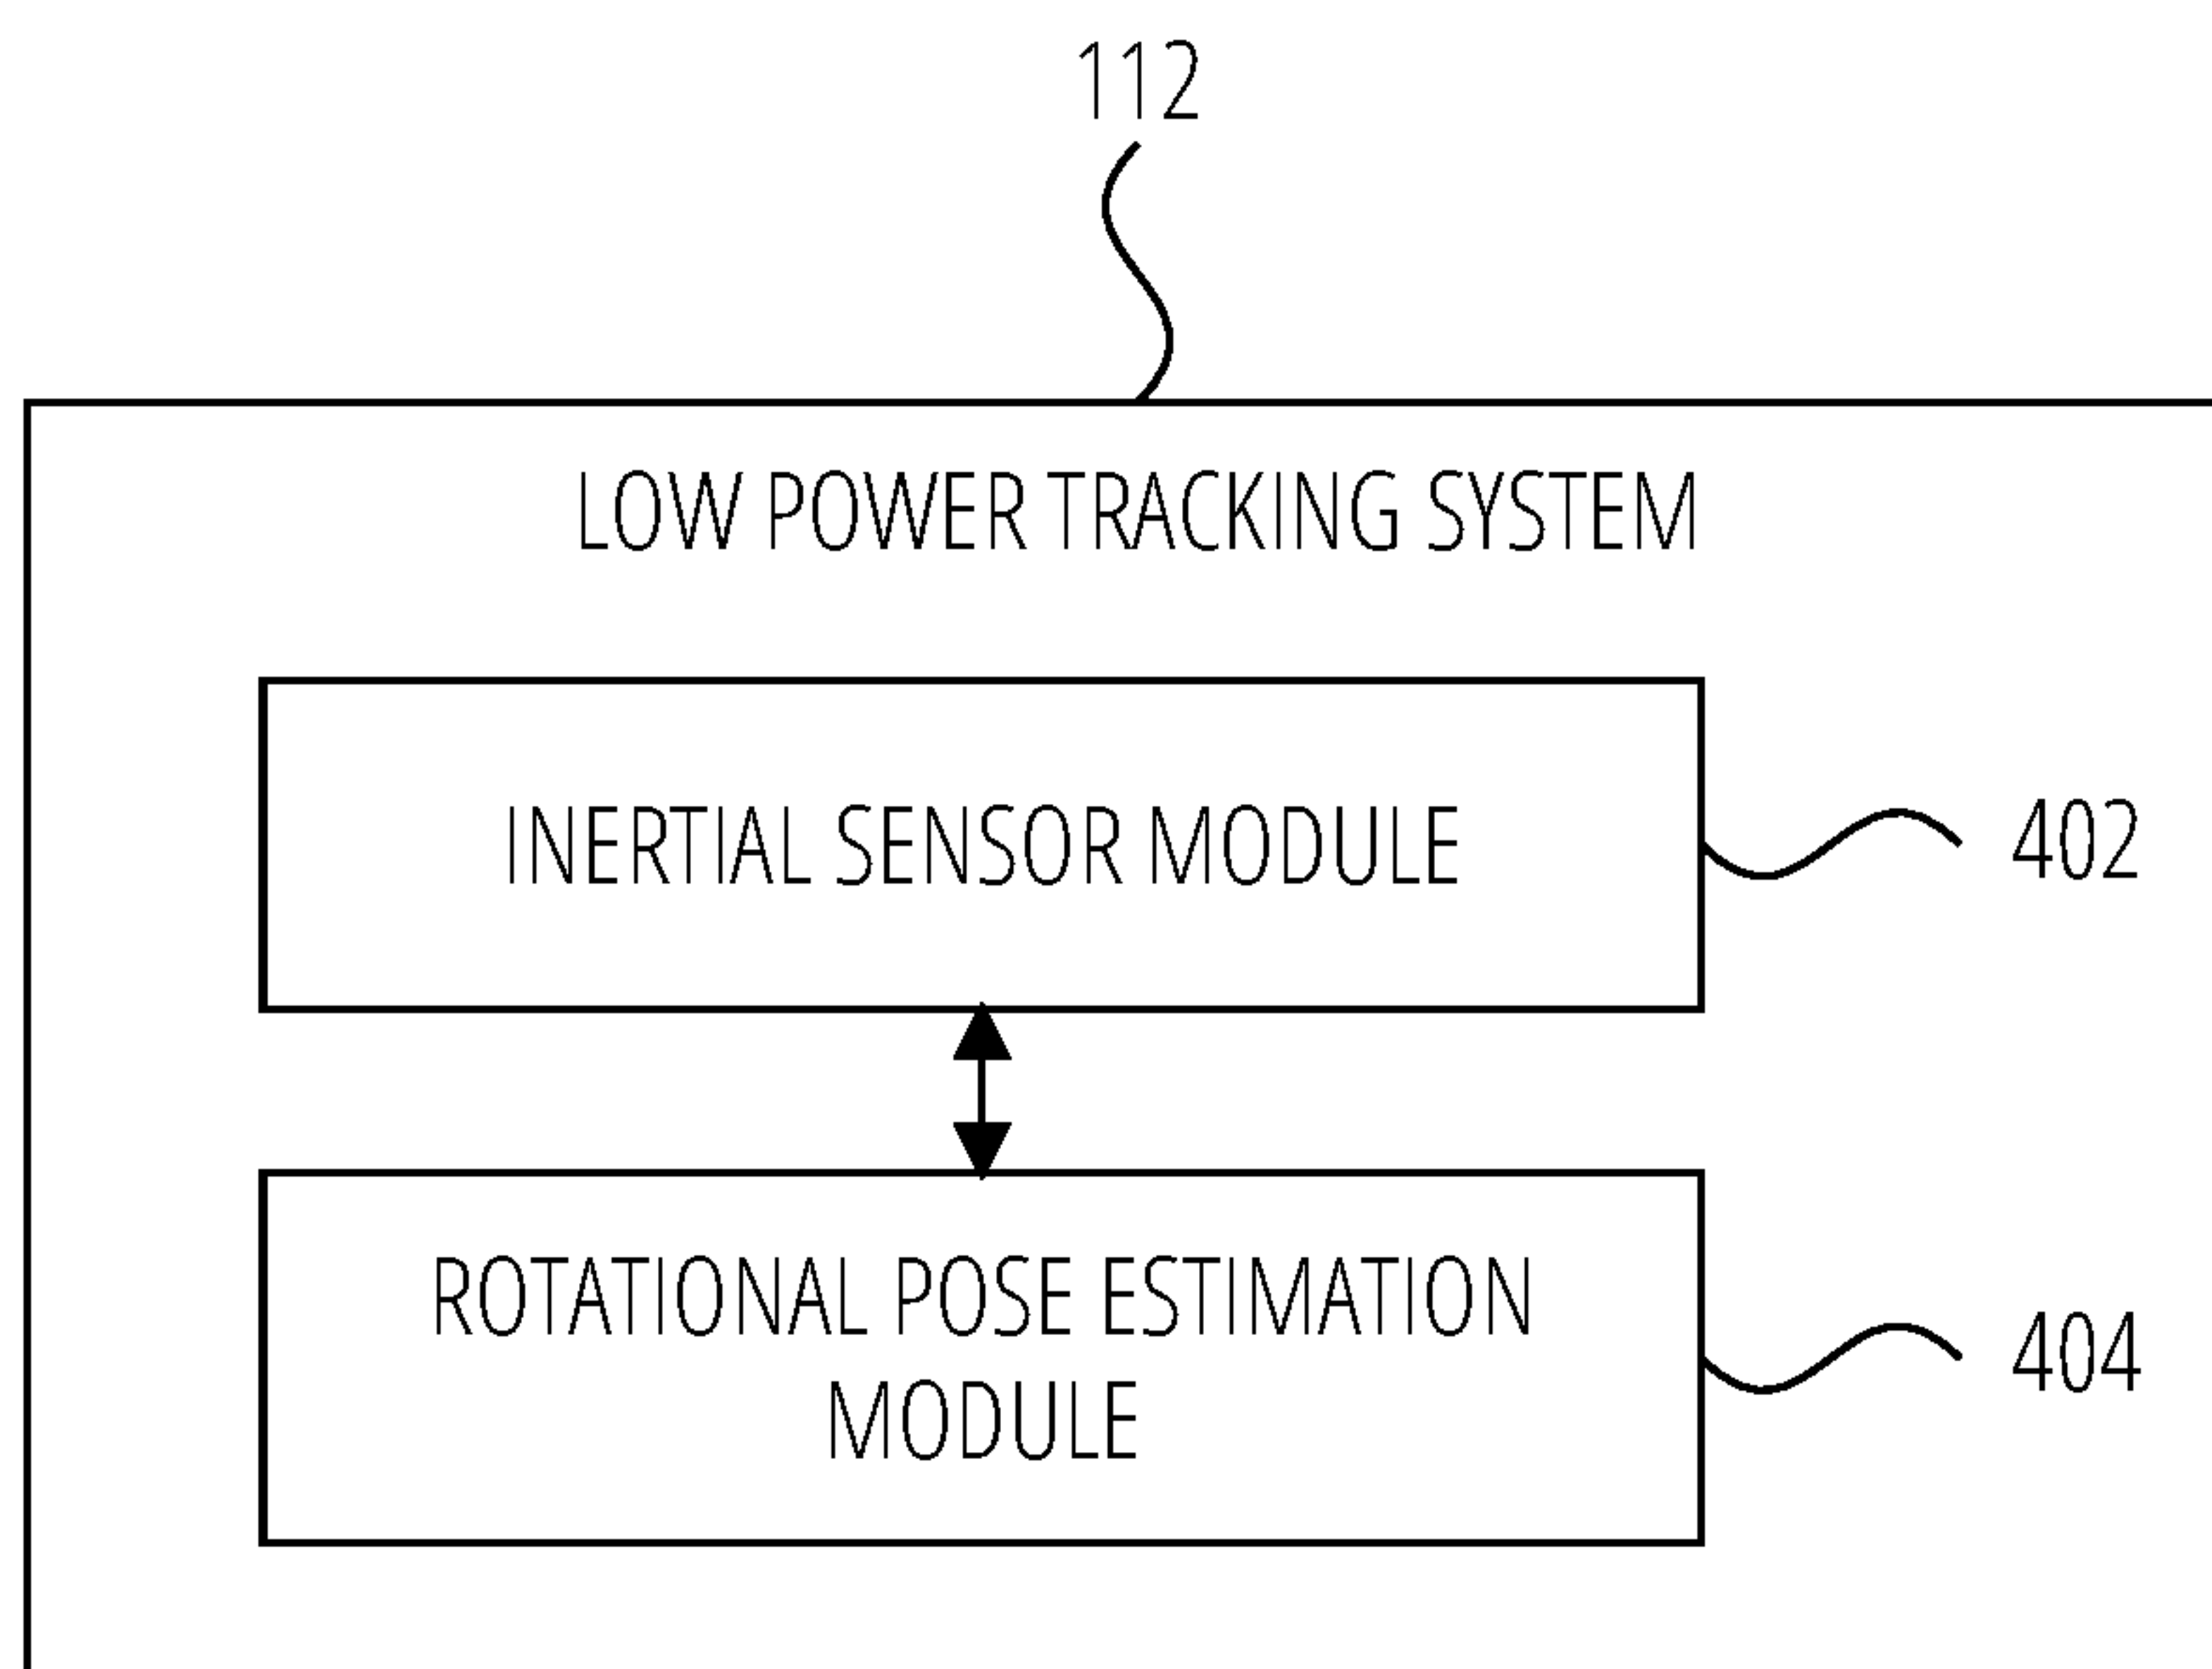 112
LOW POWER TRACKING SYSTEM
INERTIAL SENSOR MODULE
402
ROTATIONAL POSE ESTIMATION
MODULE
404